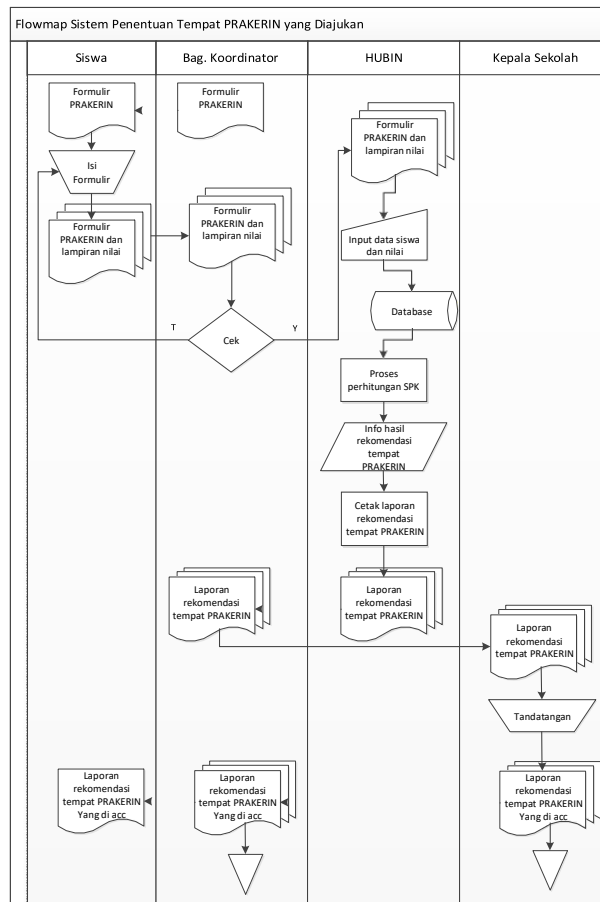 Flowmap Sistem Penentuan Tempat PRAKERIN yang Diajukan
Siswa
Bag. Koordinator
HUBIN
Kepala Sekolah
Formulir
PRAKERIN
Formulir
PRAKERIN
Formulir
PRAKERIN dan
lampiran nilai
Isi
Formulir
Formulir
PRAKERIN dan
lampiran nilai
Formulir
PRAKERIN dan
lampiran nilai
Input data siswa
dan nilai
Database
T
Y
Cek
Proses
perhitungan SPK
Info hasil
rekomendasi
tempat
PRAKERIN
Cetak laporan
rekomendasi
tempat PRAKERIN
Laporan
rekomendasi
tempat PRAKERIN
Laporan
rekomendasi
tempat PRAKERIN
Laporan
rekomendasi
tempat PRAKERIN
Tandatangan
Laporan
rekomendasi
tempat PRAKERIN
Yang di acc
Laporan
rekomendasi
tempat PRAKERIN
Yang di acc
Laporan
rekomendasi
tempat PRAKERIN
Yang di acc